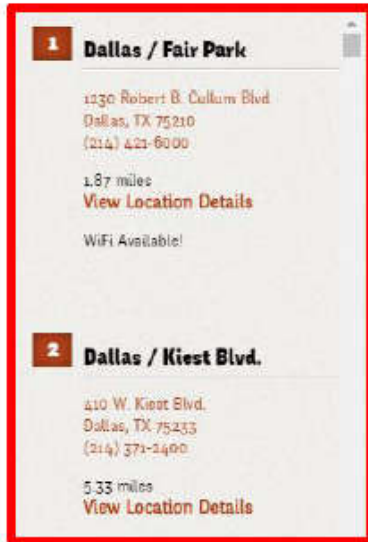 1
Dallas / Fair Park
1230 Robert B. Cullum Blvd
Dallas, TX 75210
(214) 421-6000
1.87 miles
View Location Details
WiFi Available!
2
Dallas / Kiest Blvd.
410 W. Kiest Blvd.
Dallas, TX 75233
(214) 371-2400
5.33 miles
View Location Details